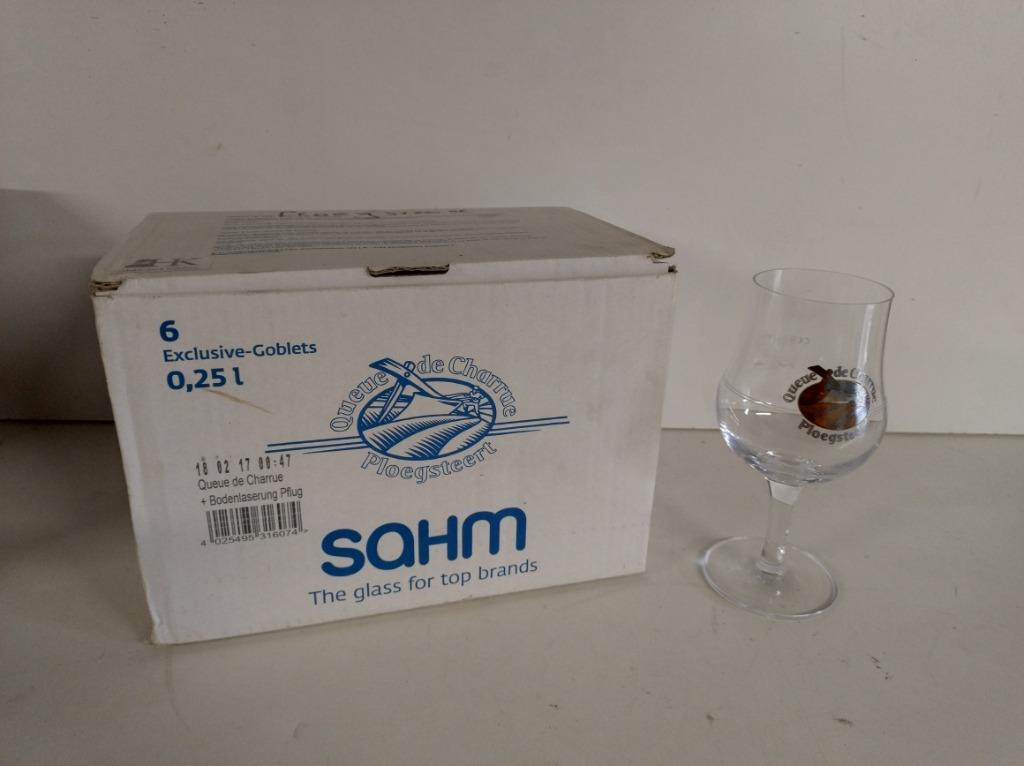 6
Exclusive-Goblets
0,25 l
Queue de Charrue
Ploegsteert
18 02 17 00:47
Queue de Charrue
+ Bodenlaserung Pflug
4 025495 316074 >
SAHM
The glass for top brands
Queue de Charrue
Ploegsteert